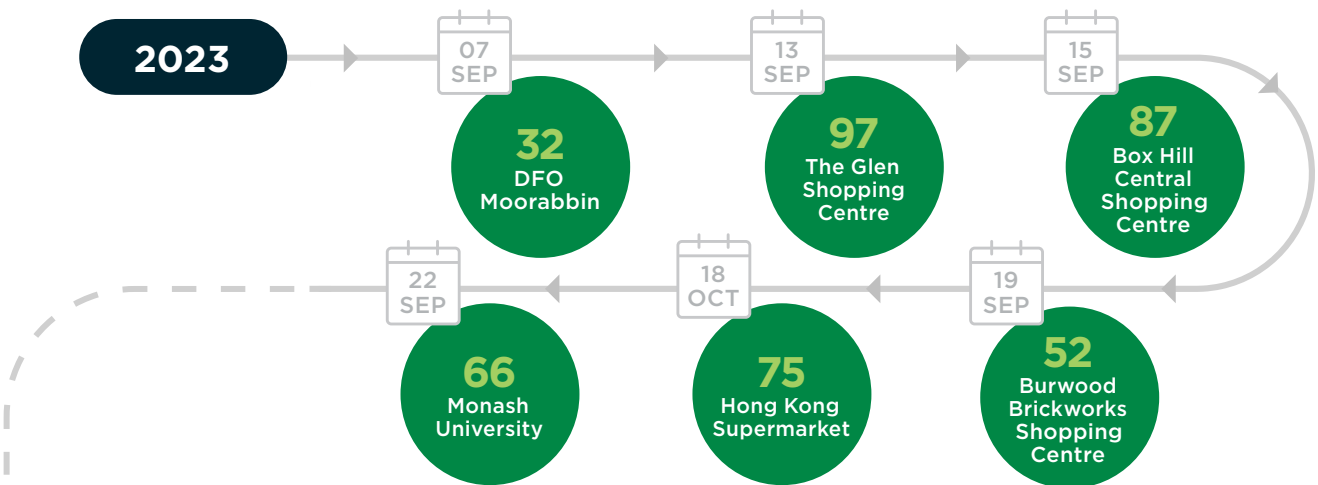 2023
07
SEP
32
DFO
Moorabbin
13
SEP
97
The Glen
Shopping
Centre
15
SEP
87
Box Hill
Central
Shopping
Centre
19
SEP
52
Burwood
Brickworks
Shopping
Centre
18
OCT
75
Hong Kong
Supermarket
22
SEP
66
Monash
University